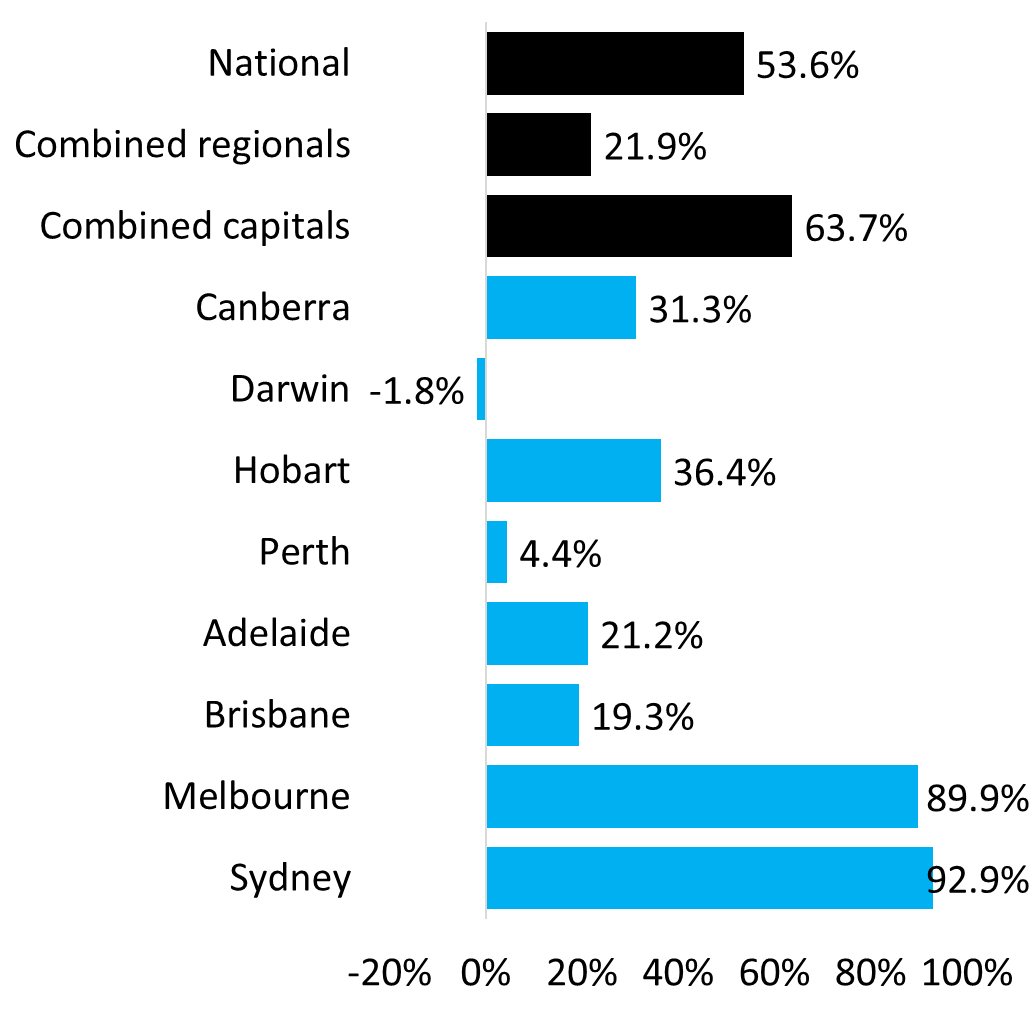 National 53.6%
Combined regionals 21.9%
Combined capitals 63.7%
Canberra 31.3%
Darwin -1.8%
Hobart 36.4%
Perth 4.4%
Adelaide 21.2%
Brisbane 19.3%
Melbourne 89.9%
Sydney 92.9%
-20% 0% 20% 40% 60% 80% 100%